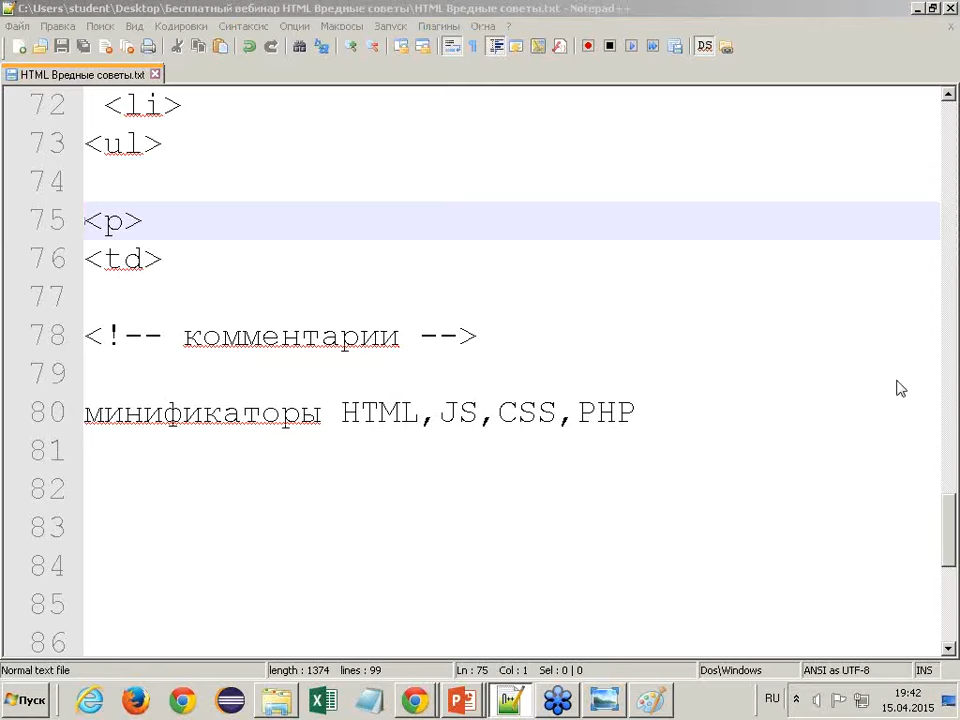 C:\Users\student\Desktop\Бесплатный вебинар HTML Вредные советы\HTML Вредные советы.txt - Notepad++
Файл Правка Поиск Вид Кодировки Синтаксис Опции Макросы Запуск Плагины Окна ? X
DS
HTML Вредные советы.txt
72 <li>
73 <ul>
74
75 <p>
76 <td>
77
78 <!-- комментарии -->
79
80 минификаторы HTML,JS,CSS,PHP
81
82
83
84
85
86
Normal text file length : 1374 lines : 99 Ln : 75 Col : 1 Sel : 0 | 0 Dos\Windows ANSI as UTF-8 INS
Пуск RU 19:42
15.04.2015